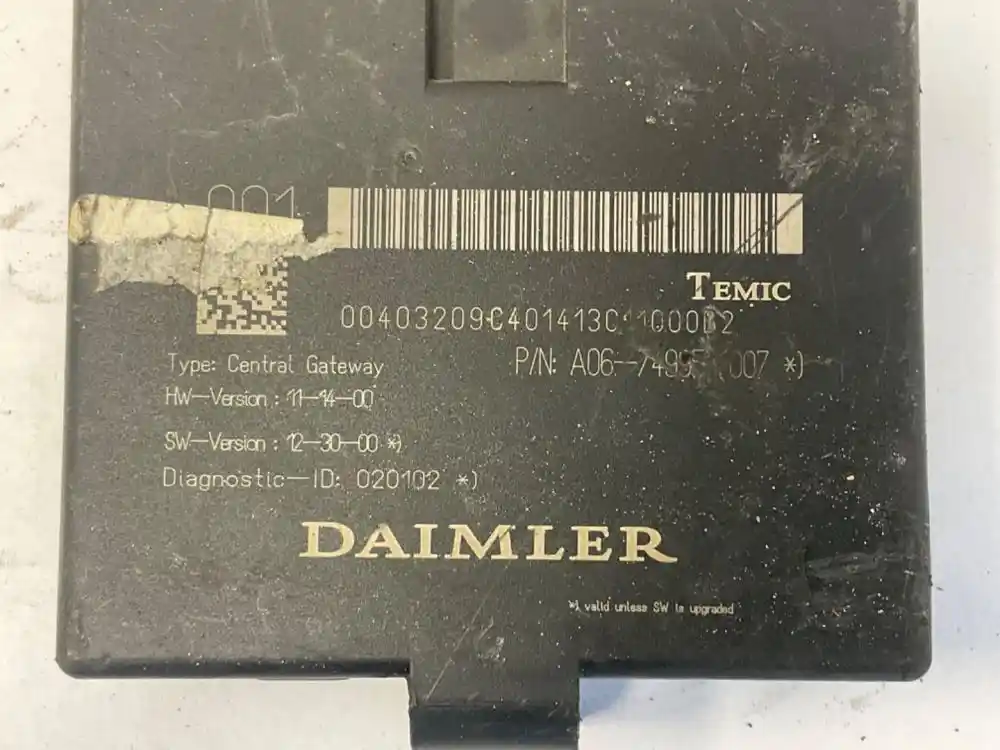 001
TEMIC
Type: Central Gateway
P/N: *)
HW-Version : 11-14-00
SW-Version : 12-30-00 *)
Diagnostic-ID: 020102 *)
DAIMLER
*) valid unless SW is upgraded